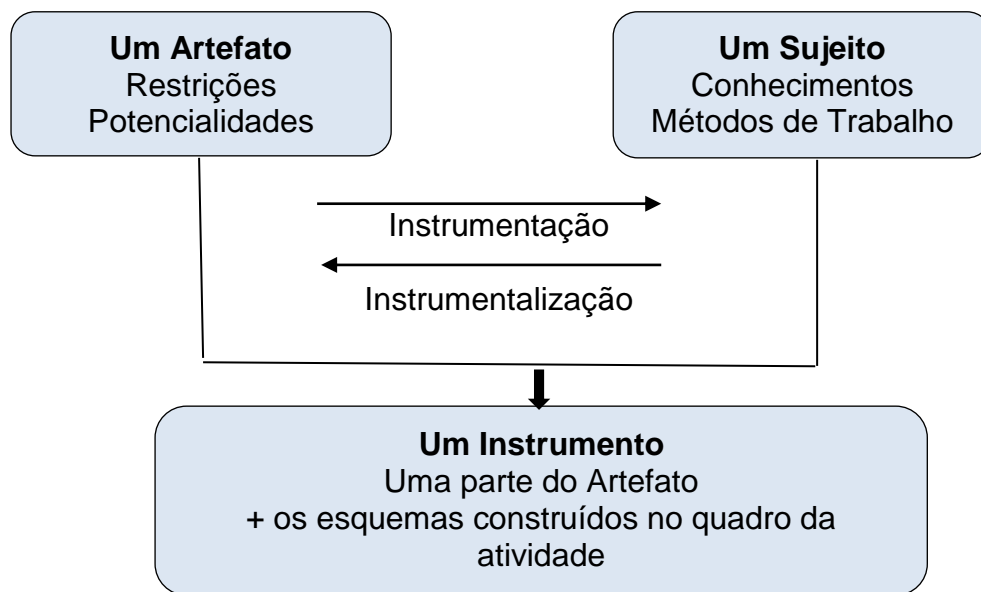 Um Artefato
Restrições
Potencialidades
Um Sujeito
Conhecimentos
Métodos de Trabalho
Instrumentação
Instrumentalização
Um Instrumento
Uma parte do Artefato
+ os esquemas construídos no quadro da
atividade